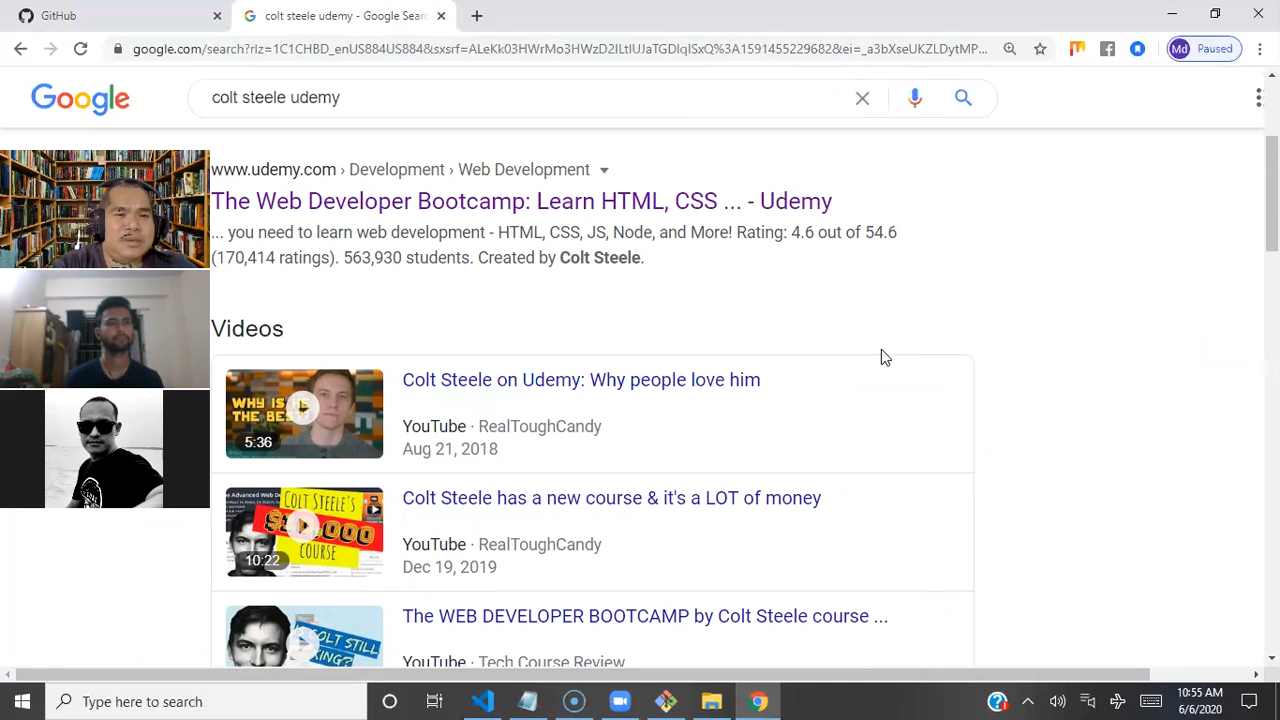 GitHub
colt steele udemy - Google Sear
google.com/search?rlz=1C1CHBD_enUS884US884&sxsrf=ALeKk03HWrMo3HWzD2ILtIUJaTGDIqISxQ%3A1591455229682&ei=_a3bXseUKZLDytMP...
Md Paused
Google
colt steele udemy
www.udemy.com › Development › Web Development
The Web Developer Bootcamp: Learn HTML, CSS ... - Udemy
... you need to learn web development - HTML, CSS, JS, Node, and More! Rating: 4.6 out of 54.6
(170,414 ratings). 563,930 students. Created by Colt Steele.
Videos
WHY IS HE
THE BEST?
5:36
Colt Steele on Udemy: Why people love him
YouTube · RealToughCandy
Aug 21, 2018
COLT STEELE'S
COURSE
10:22
Colt Steele has a new course & it's a LOT of money
YouTube · RealToughCandy
Dec 19, 2019
COLT STILL
The WEB DEVELOPER BOOTCAMP by Colt Steele course ...
YouTube · Tech Course Review
Type here to search
10:55 AM
6/6/2020